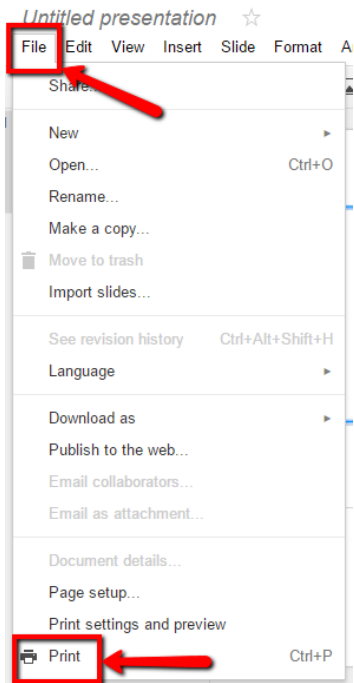 Untitled presentation
File Edit View Insert Slide Format
Share...
New
Open... Ctrl+O
Rename...
Make a copy...
Move to trash
Import slides...
See revision history Ctrl+Alt+Shift+H
Language
Download as
Publish to the web...
Email collaborators...
Email as attachment...
Document details...
Page setup...
Print settings and preview
Print Ctrl+P